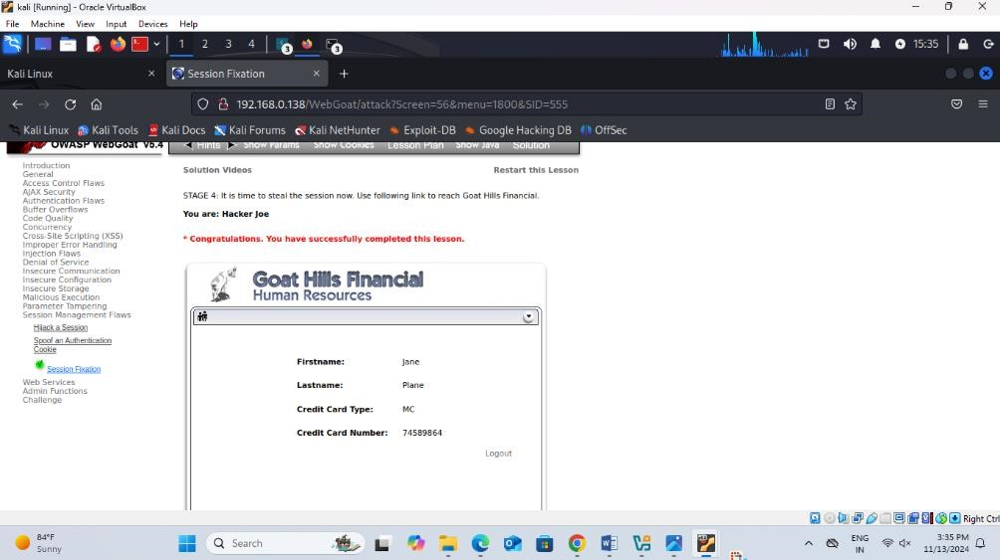 kali [Running] - Oracle VirtualBox
File Machine View Input Devices Help
1 2 3 4 3 3 15:35
Kali Linux × Session Fixation × +
192.168.0.138/WebGoat/attack?Screen=56&menu=1800&SID=555
Kali Linux Kali Tools Kali Docs Kali Forums Kali NetHunter Exploit-DB Google Hacking DB OffSec
OWASP WebGoat V5.4 Hints Show Params Show Cookies Lesson Plan Show Java Solution
Introduction
General
Access Control Flaws
AJAX Security
Authentication Flaws
Buffer Overflows
Code Quality
Concurrency
Cross-Site Scripting (XSS)
Improper Error Handling
Injection Flaws
Denial of Service
Insecure Communication
Insecure Configuration
Insecure Storage
Malicious Execution
Parameter Tampering
Session Management Flaws
Hijack a Session
Spoof an Authentication
Cookie
Session Fixation
Web Services
Admin Functions
Challenge
Solution Videos Restart this Lesson
STAGE 4: It is time to steal the session now. Use following link to reach Goat Hills Financial.
You are: Hacker Joe
* Congratulations. You have successfully completed this lesson.
Goat Hills Financial
Human Resources
Firstname: Jane
Lastname: Plane
Credit Card Type: MC
Credit Card Number: 74589864
Logout
Right Ctrl
84°F
Sunny
Search
ENG
IN
3:35 PM
11/13/2024